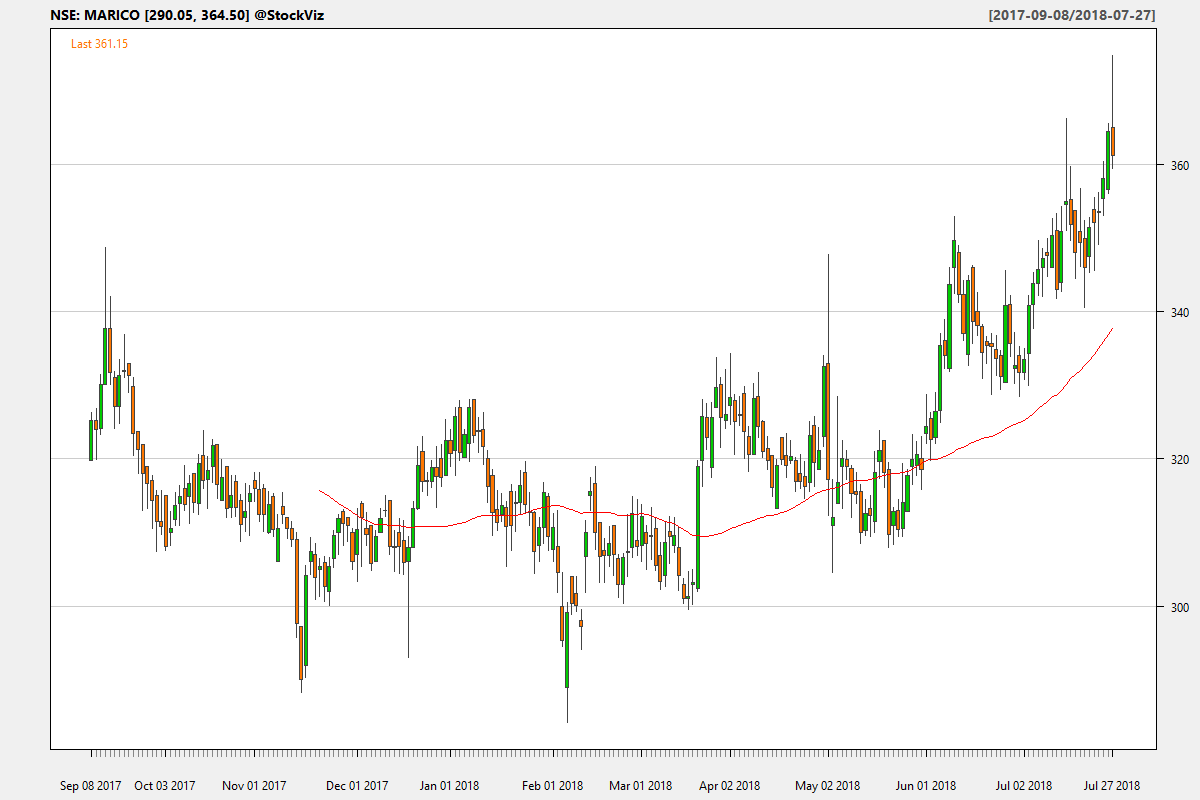 NSE: MARICO [290.05, 364.50] @StockViz [2017-09-08/2018-07-27]
Last 361.15
360
340
320
300
Sep 08 2017 Oct 03 2017 Nov 01 2017 Dec 01 2017 Jan 01 2018 Feb 01 2018 Mar 01 2018 Apr 02 2018 May 02 2018 Jun 01 2018 Jul 02 2018 Jul 27 2018